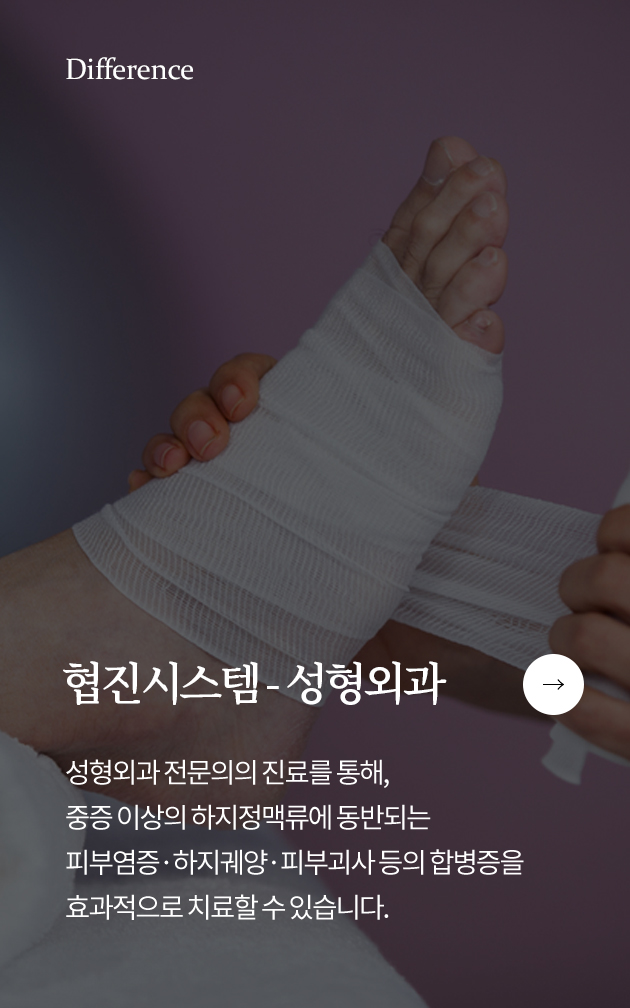 Difference
협진시스템 - 성형외과
성형외과 전문의의 진료를 통해,
중증 이상의 하지정맥류에 동반되는
피부염증·하지궤양·피부괴사 등의 합병증을
효과적으로 치료할 수 있습니다.